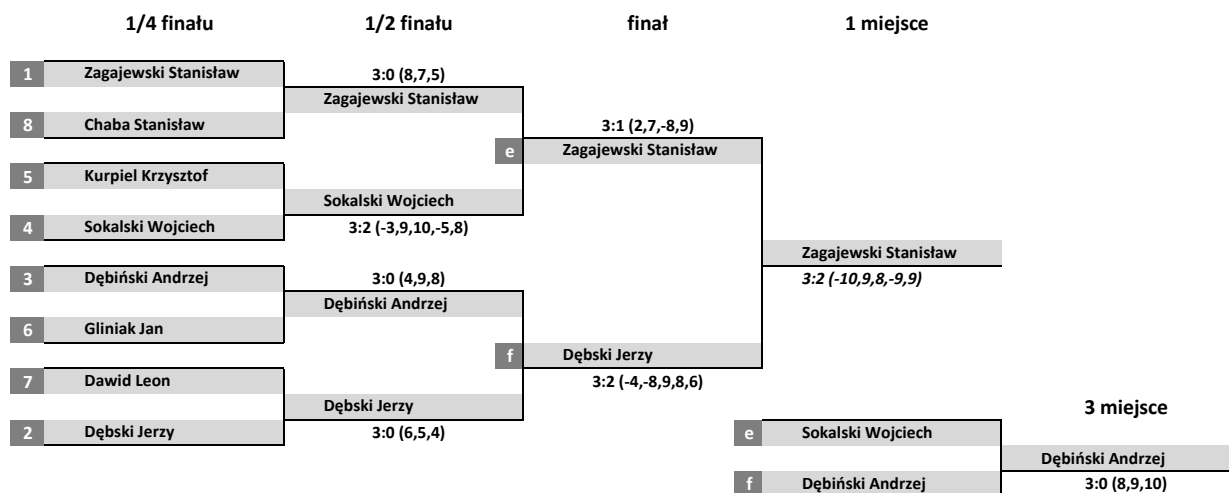 1/4 finału 1/2 finału finał 1 miejsce
1 Zagajewski Stanisław 3:0 (8,7,5)
Zagajewski Stanisław
8 Chaba Stanisław 3:1 (2,7,-8,9)
e Zagajewski Stanisław
5 Kurpiel Krzysztof
Sokalski Wojciech
4 Sokalski Wojciech 3:2 (-3,9,10,-5,8)
Zagajewski Stanisław
3 Dębiński Andrzej 3:0 (4,9,8) 3:2 (-10,9,8,-9,9)
Dębiński Andrzej
6 Gliniak Jan
f Dębski Jerzy
7 Dawid Leon 3:2 (-4,-8,9,8,6)
Dębski Jerzy 3 miejsce
2 Dębski Jerzy 3:0 (6,5,4) e Sokalski Wojciech
Dębiński Andrzej
f Dębiński Andrzej 3:0 (8,9,10)